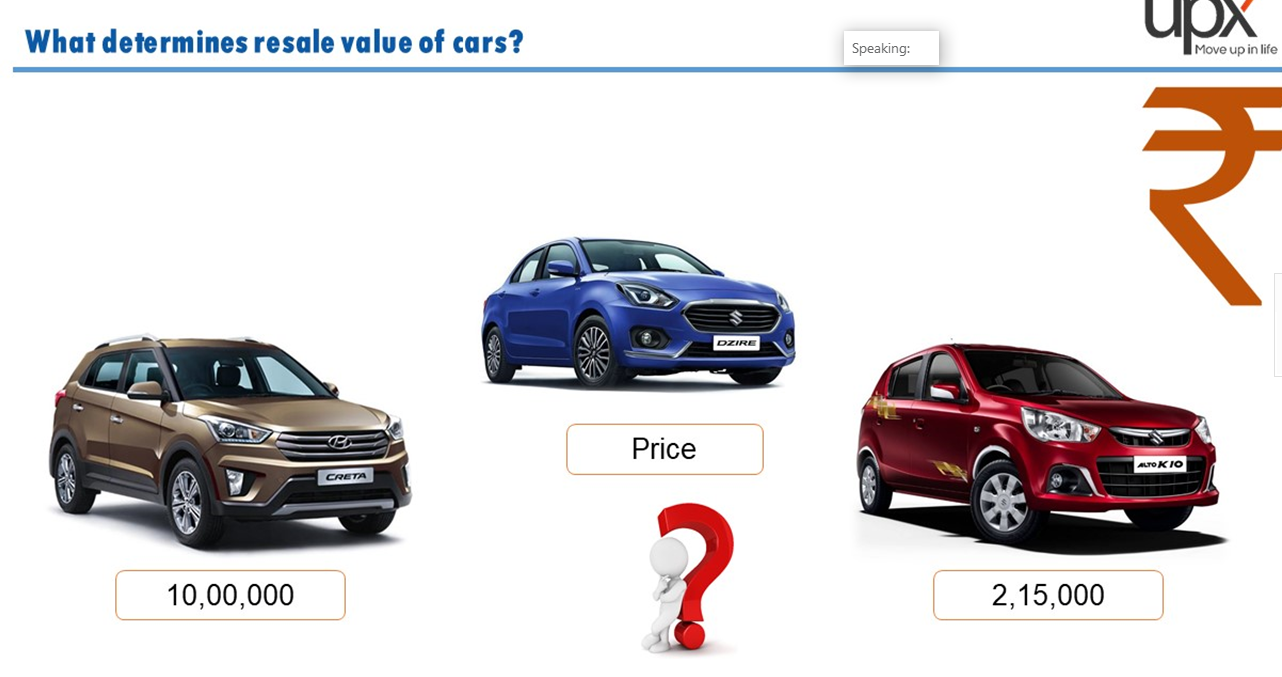 What determines resale value of cars?
Speaking:
upx
Move up in life
₹
DZIRE
CRETA
ALTO K10
Price
10,00,000
2,15,000